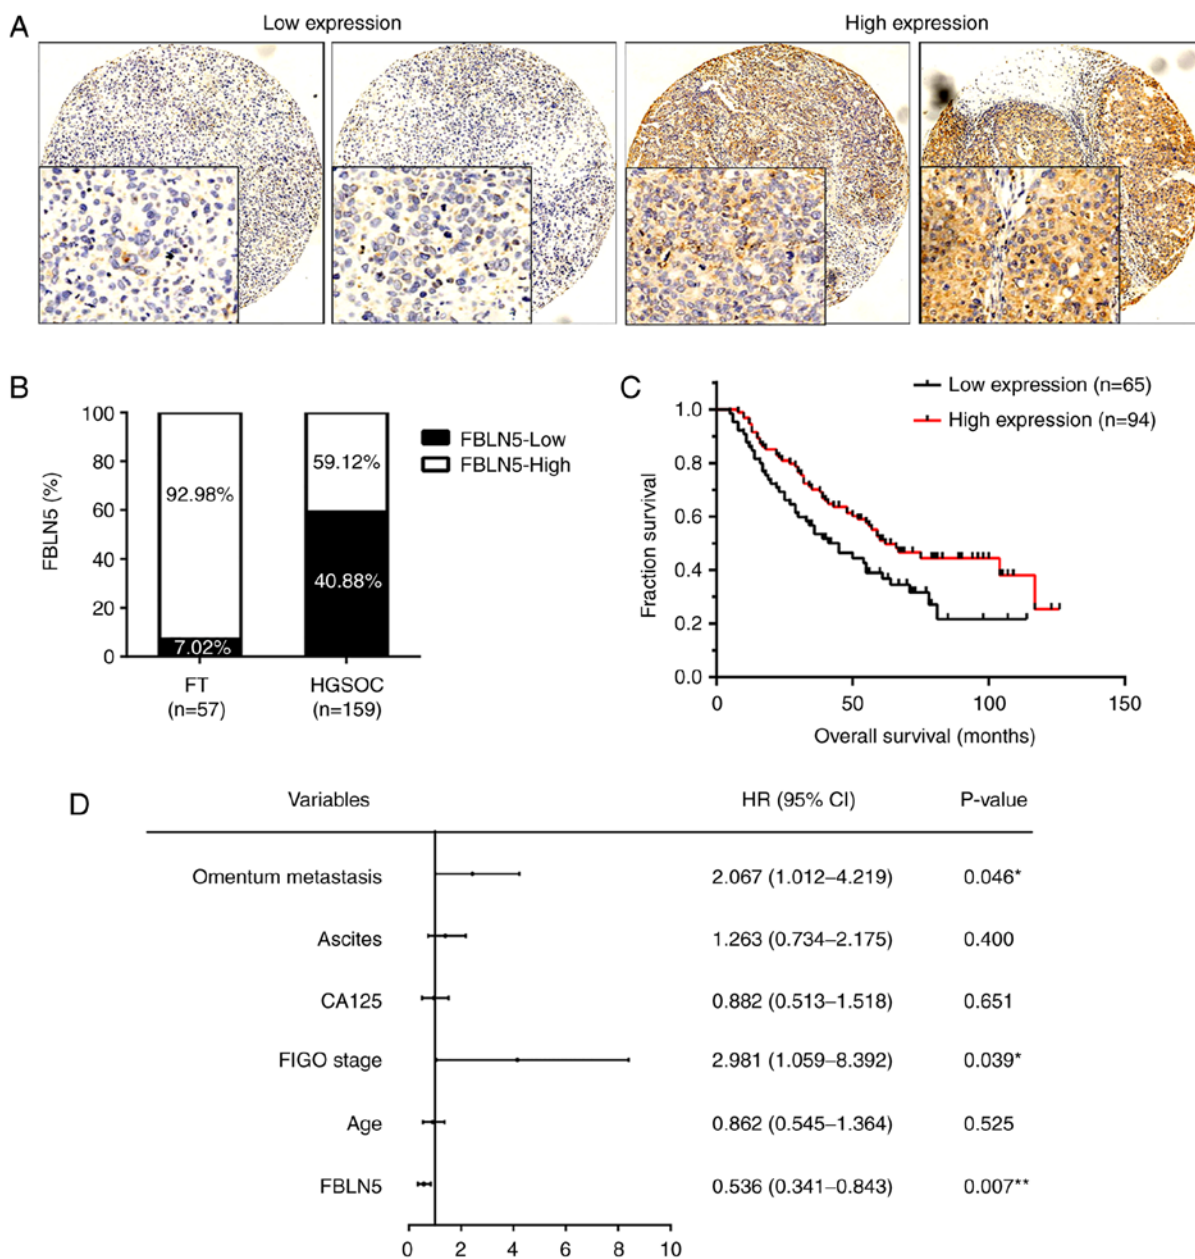 A
Low expression
High expression
B
100
80
60
40
20
0
FBLN5 (%)
92.98%
7.02%
59.12%
40.88%
FT
(n=57)
HGSOC
(n=159)
FBLN5-Low
FBLN5-High
C
Low expression (n=65)
High expression (n=94)
1.0
0.8
0.6
0.4
0.2
0.0
Fraction survival
0 50 100 150
Overall survival (months)
D
Variables HR (95% CI) P-value
Omentum metastasis 2.067 (1.012–4.219) 0.046*
Ascites 1.263 (0.734–2.175) 0.400
CA125 0.882 (0.513–1.518) 0.651
FIGO stage 2.981 (1.059–8.392) 0.039*
Age 0.862 (0.545–1.364) 0.525
FBLN5 0.536 (0.341–0.843) 0.007**
0 2 4 6 8 10